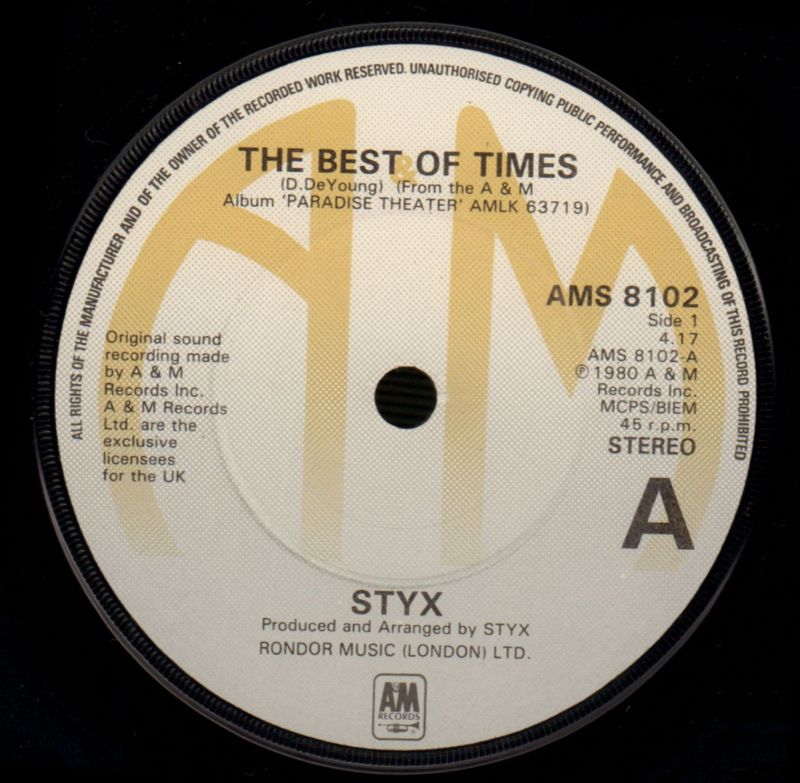 ALL RIGHTS OF THE MANUFACTURER AND OF THE OWNER OF THE RECORDED WORK RESERVED. UNAUTHORISED COPYING PUBLIC PERFORMANCE AND BROADCASTING OF THIS RECORD PROHIBITED
THE BEST OF TIMES
(D.DeYoung) (From the A & M
Album 'PARADISE THEATER' AMLK 63719)
AMS 8102
Side 1
4.17
AMS 8102-A
℗1980 A & M
Records Inc.
MCPS/BIEM
45 r.p.m.
STEREO
A
Original sound
recording made
by A & M
Records Inc.
A & M Records
Ltd. are the
exclusive
licensees
for the UK
STYX
Produced and Arranged by STYX
RONDOR MUSIC (LONDON) LTD.
A&M
RECORDS